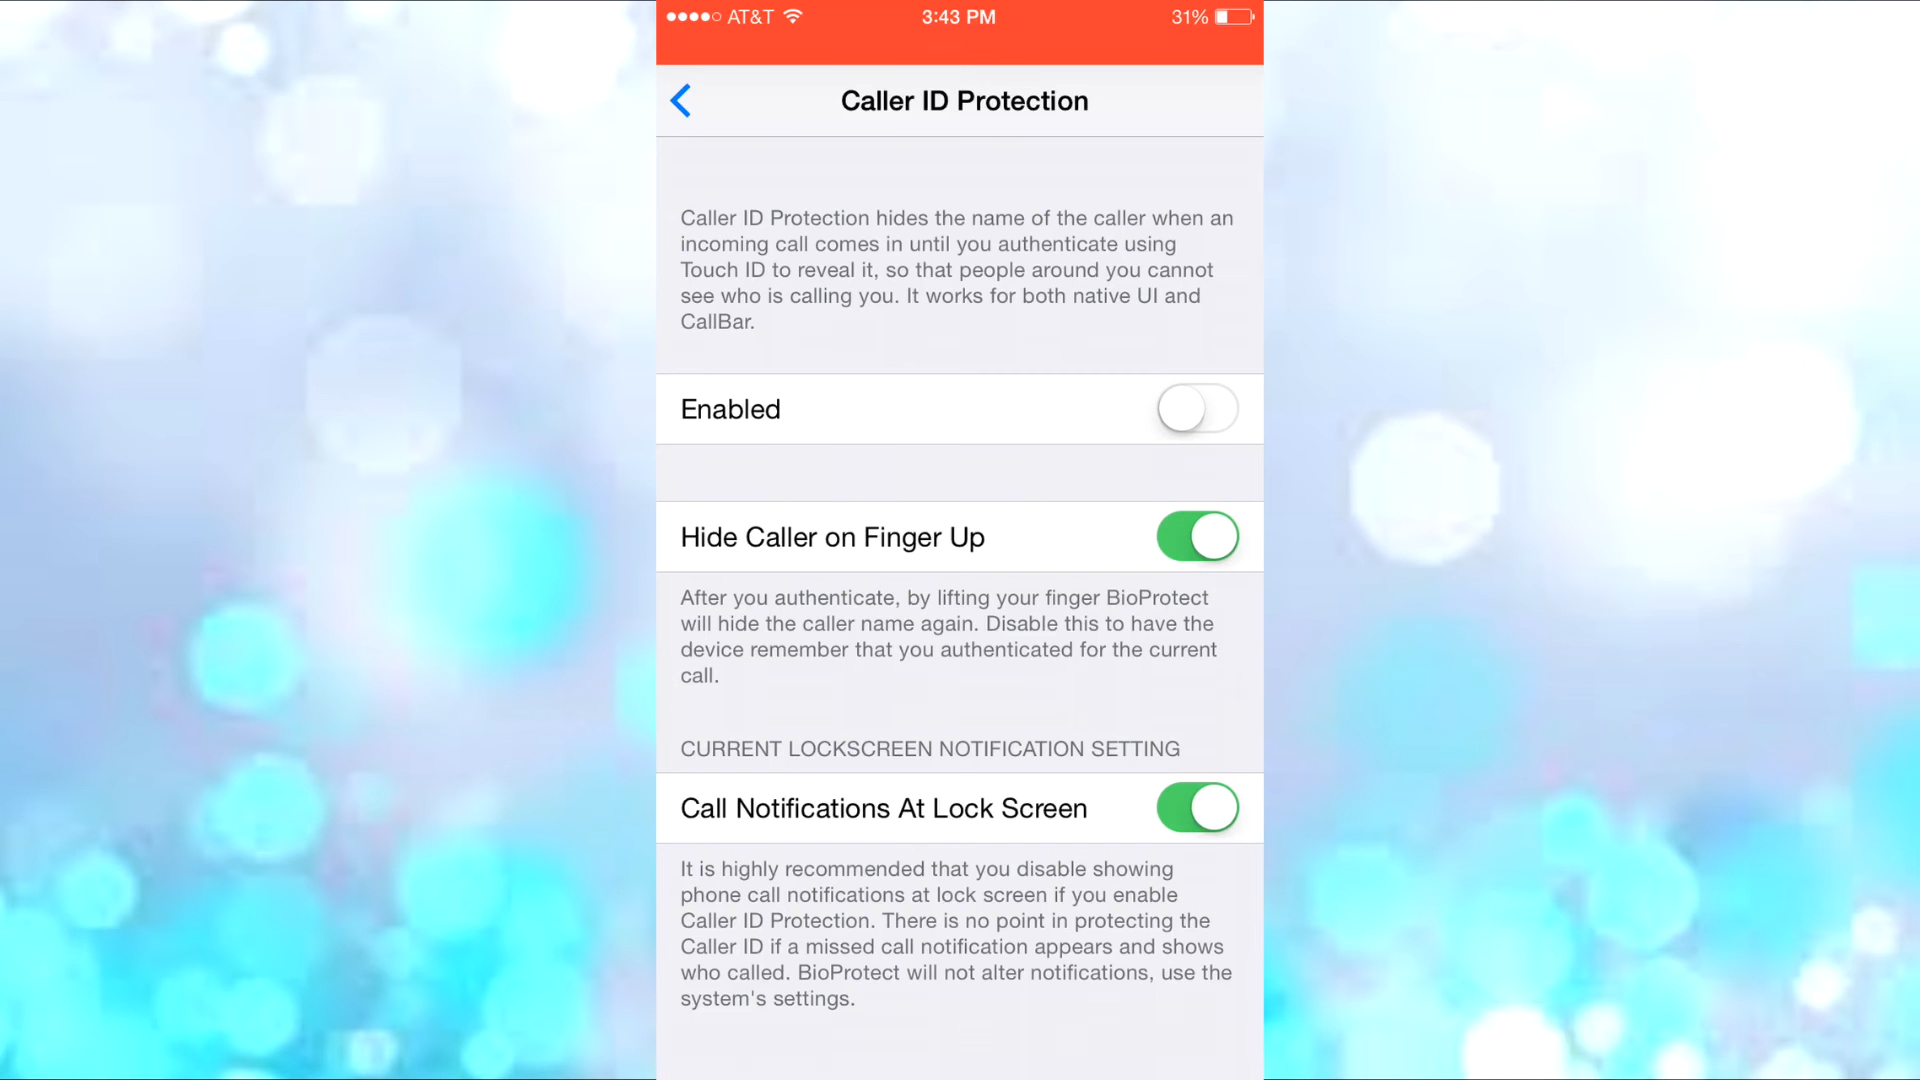 AT&T 3:43 PM 31%
Caller ID Protection
Caller ID Protection hides the name of the caller when an
incoming call comes in until you authenticate using
Touch ID to reveal it, so that people around you cannot
see who is calling you. It works for both native UI and
CallBar.
Enabled
Hide Caller on Finger Up
After you authenticate, by lifting your finger BioProtect
will hide the caller name again. Disable this to have the
device remember that you authenticated for the current
call.
CURRENT LOCKSCREEN NOTIFICATION SETTING
Call Notifications At Lock Screen
It is highly recommended that you disable showing
phone call notifications at lock screen if you enable
Caller ID Protection. There is no point in protecting the
Caller ID if a missed call notification appears and shows
who called. BioProtect will not alter notifications, use the
system's settings.